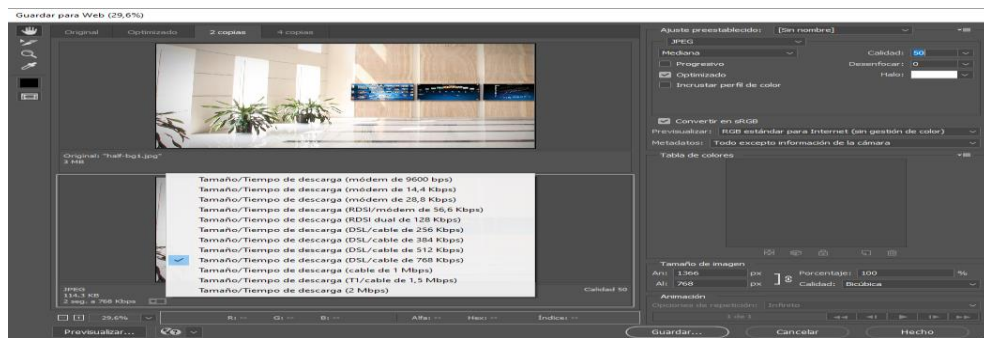 Guardar para Web (29,6%)
Original Optimizado 2 copias 4 copias
Original: "half-bg1.jpg"
3 MB
Tamaño/Tiempo de descarga (módem de 9600 bps)
Tamaño/Tiempo de descarga (módem de 14,4 Kbps)
Tamaño/Tiempo de descarga (módem de 28,8 Kbps)
Tamaño/Tiempo de descarga (RDSI/módem de 56,6 Kbps)
Tamaño/Tiempo de descarga (RDSI dual de 128 Kbps)
Tamaño/Tiempo de descarga (DSL/cable de 256 Kbps)
Tamaño/Tiempo de descarga (DSL/cable de 384 Kbps)
Tamaño/Tiempo de descarga (DSL/cable de 512 Kbps)
Tamaño/Tiempo de descarga (DSL/cable de 768 Kbps)
Tamaño/Tiempo de descarga (cable de 1 Mbps)
Tamaño/Tiempo de descarga (T1/cable de 1,5 Mbps)
Tamaño/Tiempo de descarga (2 Mbps)
JPEG
114,3 KB
2 seg. a 768 Kbps
Calidad 50
29,6% R: -- G: -- B: -- Alfa: -- Hex: -- Índice: --
Previsualizar...
Ajuste preestablecido: [Sin nombre]
JPEG
Mediana Calidad: 50
Progresivo Desenfocar: 0
Optimizado Halo:
Incrustar perfil de color
Convertir en sRGB
Previsualizar: RGB estándar para Internet (sin gestión de color)
Metadatos: Todo excepto información de la cámara
Tabla de colores
Tamaño de imagen
An: 1366 px Porcentaje: 100 %
Al: 768 px Calidad: Bicúbica
Animación
Opciones de repetición: Infinito
1 de 1
Guardar... Cancelar Hecho